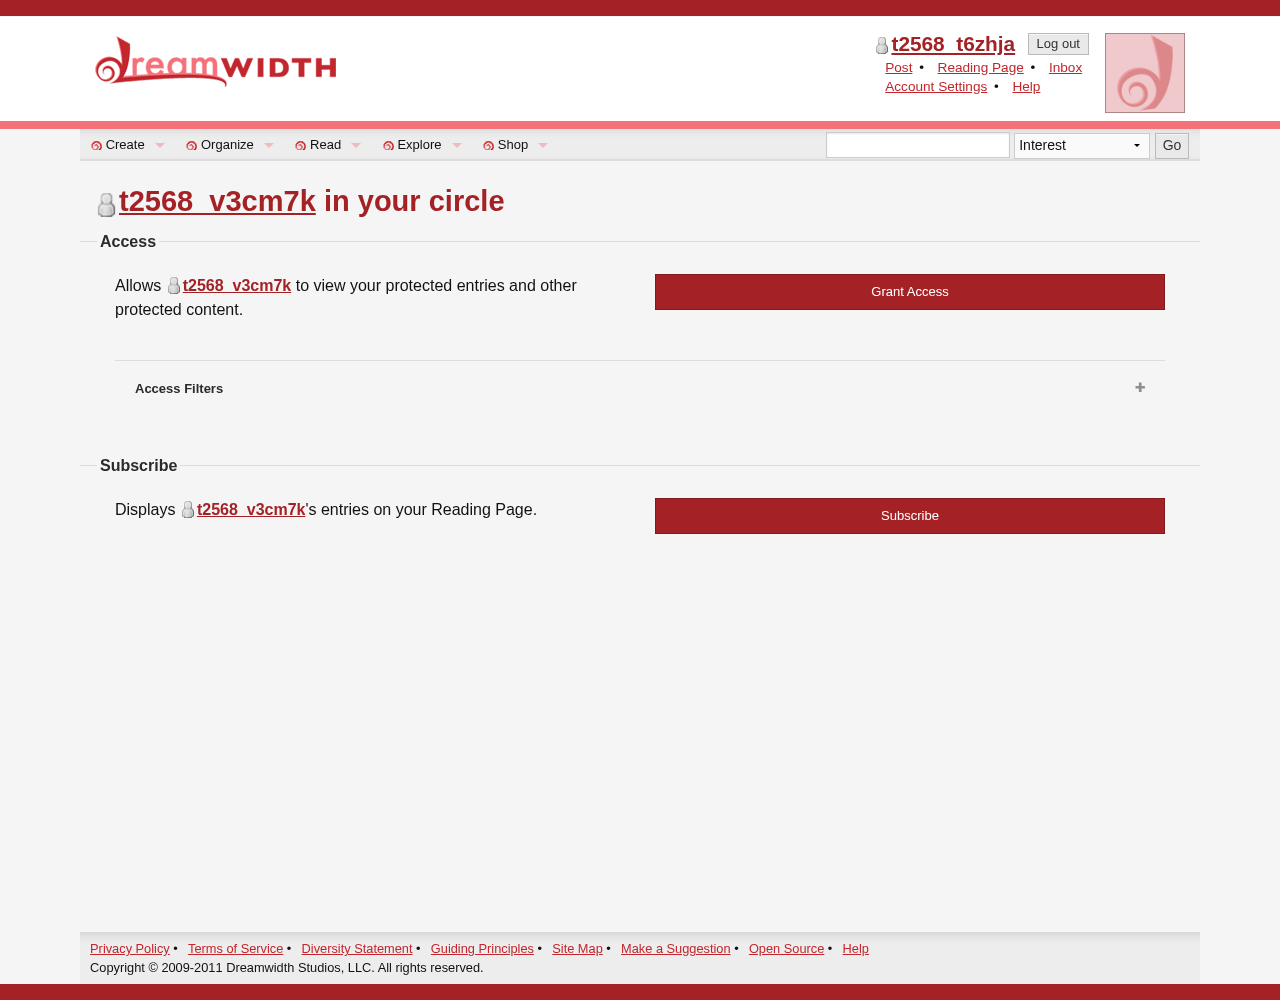 dreamWIDTH
t2568_t6zhja Log out
Post • Reading Page • Inbox
Account Settings • Help
Create Organize Read Explore Shop Interest Go
t2568_v3cm7k in your circle
Access
Allows t2568_v3cm7k to view your protected entries and other
protected content.
Grant Access
Access Filters
Subscribe
Displays t2568_v3cm7k's entries on your Reading Page.
Subscribe
Privacy Policy • Terms of Service • Diversity Statement • Guiding Principles • Site Map • Make a Suggestion • Open Source • Help
Copyright © 2009-2011 Dreamwidth Studios, LLC. All rights reserved.